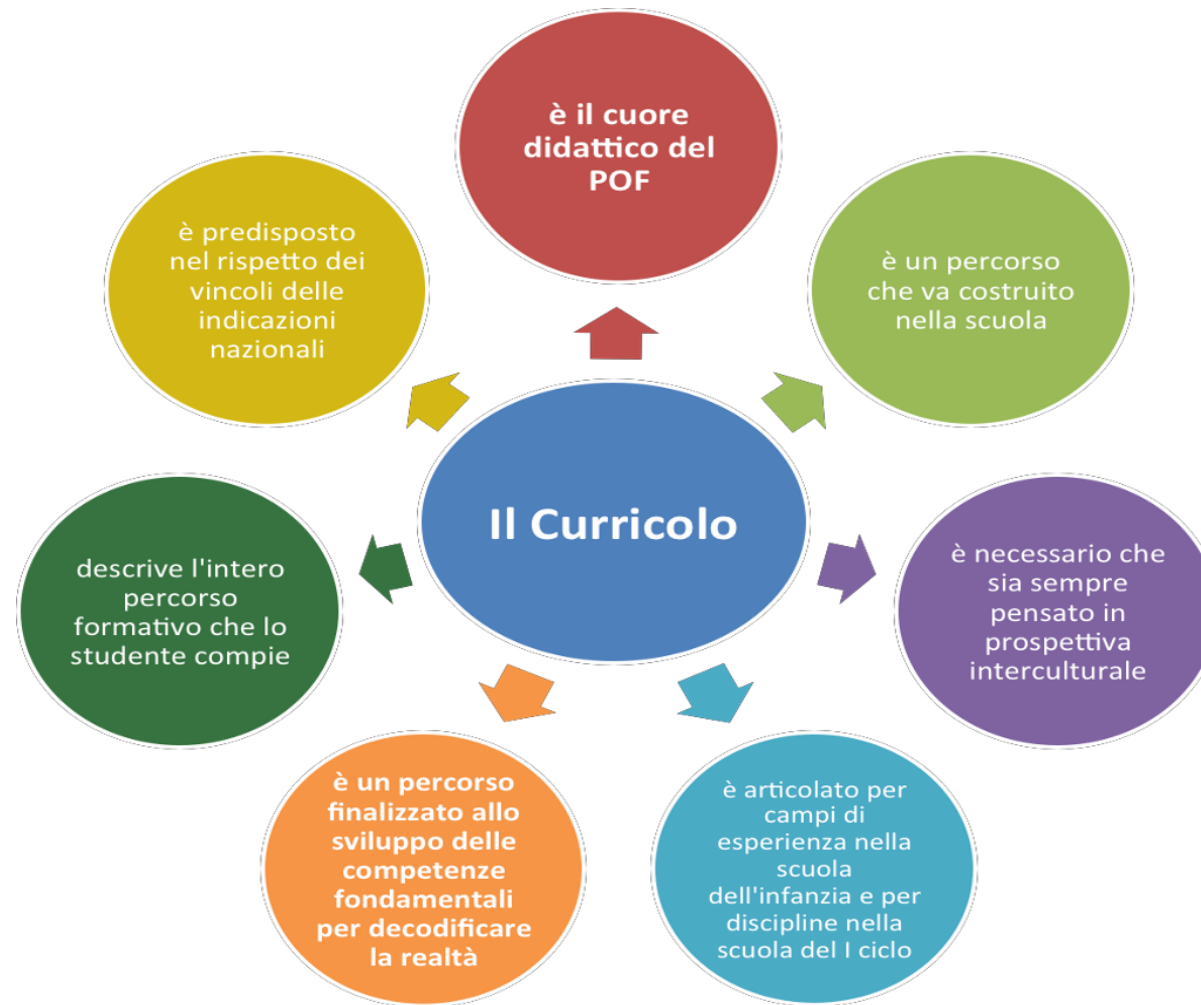 è il cuore
didattico del
POF
è un percorso
che va costruito
nella scuola
è necessario che
sia sempre
pensato in
prospettiva
interculturale
è articolato per
campi di
esperienza nella
scuola
dell'infanzia e per
discipline nella
scuola del I ciclo
è un percorso
finalizzato allo
sviluppo delle
competenze
fondamentali
per decodificare
la realtà
descrive l'intero
percorso
formativo che lo
studente compie
è predisposto
nel rispetto dei
vincoli delle
indicazioni
nazionali
Il Curricolo